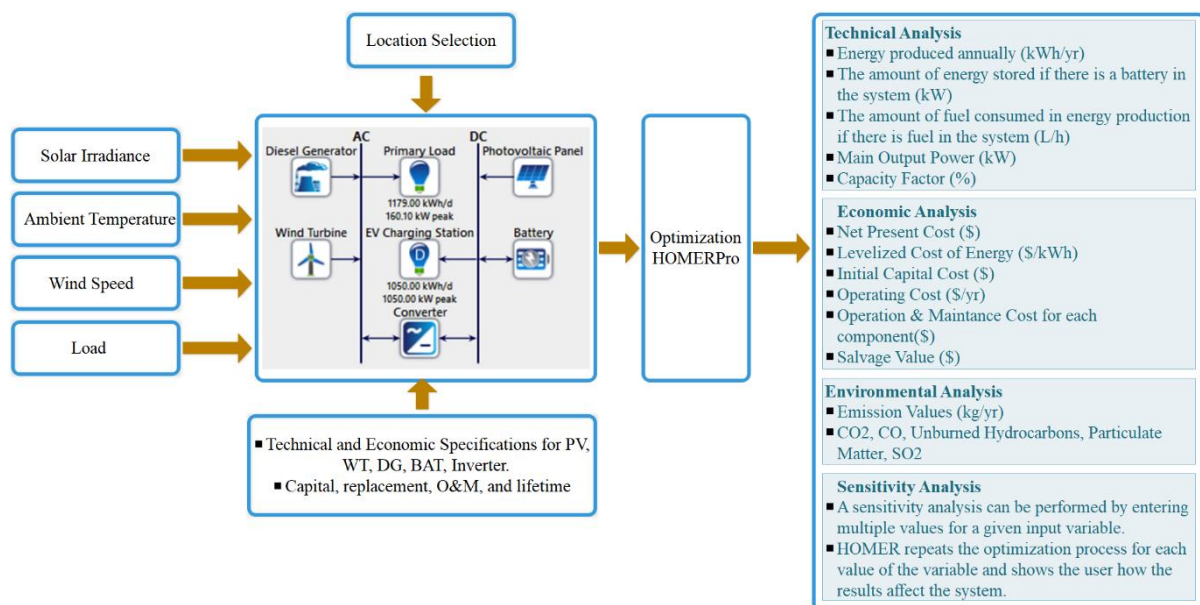 Location Selection
Solar Irradiance
Ambient Temperature
Wind Speed
Load
AC
DC
Diesel Generator
Primary Load
Photovoltaic Panel
1179.00 kWh/d
160.10 kW peak
Wind Turbine
EV Charging Station
Battery
D
1050.00 kWh/d
1050.00 kW peak
Converter
■ Technical and Economic Specifications for PV,
WT, DG, BAT, Inverter.
■ Capital, replacement, O&M, and lifetime
Optimization
HOMERPro
Technical Analysis
■ Energy produced annually (kWh/yr)
■ The amount of energy stored if there is a battery in
the system (kW)
■ The amount of fuel consumed in energy production
if there is fuel in the system (L/h)
■ Main Output Power (kW)
■ Capacity Factor (%)
Economic Analysis
■ Net Present Cost ($)
■ Levelized Cost of Energy ($/kWh)
■ Initial Capital Cost ($)
■ Operating Cost ($/yr)
■ Operation & Maintance Cost for each
component($)
■ Salvage Value ($)
Environmental Analysis
■ Emission Values (kg/yr)
■ CO2, CO, Unburned Hydrocarbons, Particulate
Matter, SO2
Sensitivity Analysis
■ A sensitivity analysis can be performed by entering
multiple values for a given input variable.
■ HOMER repeats the optimization process for each
value of the variable and shows the user how the
results affect the system.